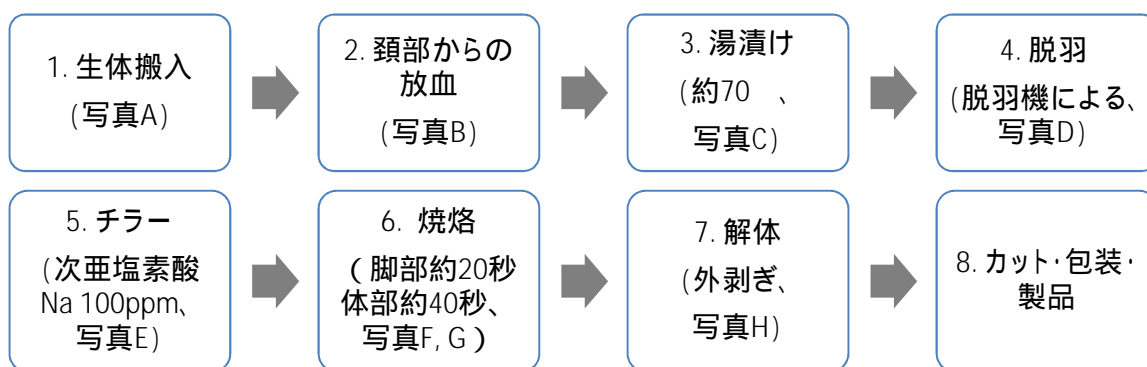 1. 生体搬入
(写真A)
2. 頚部からの
放血
(写真B)
3. 湯漬け
(約70 、
写真C)
4. 脱羽
(脱羽機による、
写真D)
5. チラー
(次亜塩素酸
Na 100ppm、
写真E)
6. 焼烙
(脚部約20秒
体部約40秒、
写真F, G)
7. 解体
(外剥ぎ、
写真H)
8. カット・包装・
製品